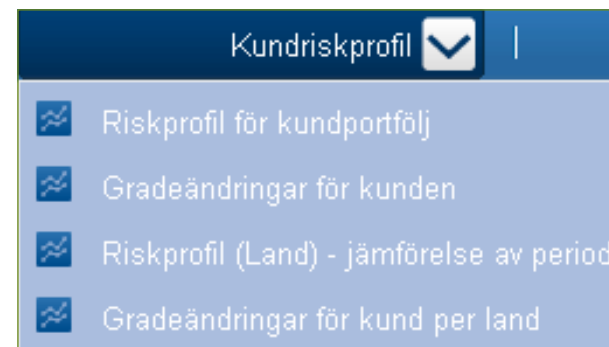 Kundriskprofil
Riskprofil för kundportfölj
Gradeändringar för kunden
Riskprofil (Land) - jämförelse av period
Gradeändringar för kund per land